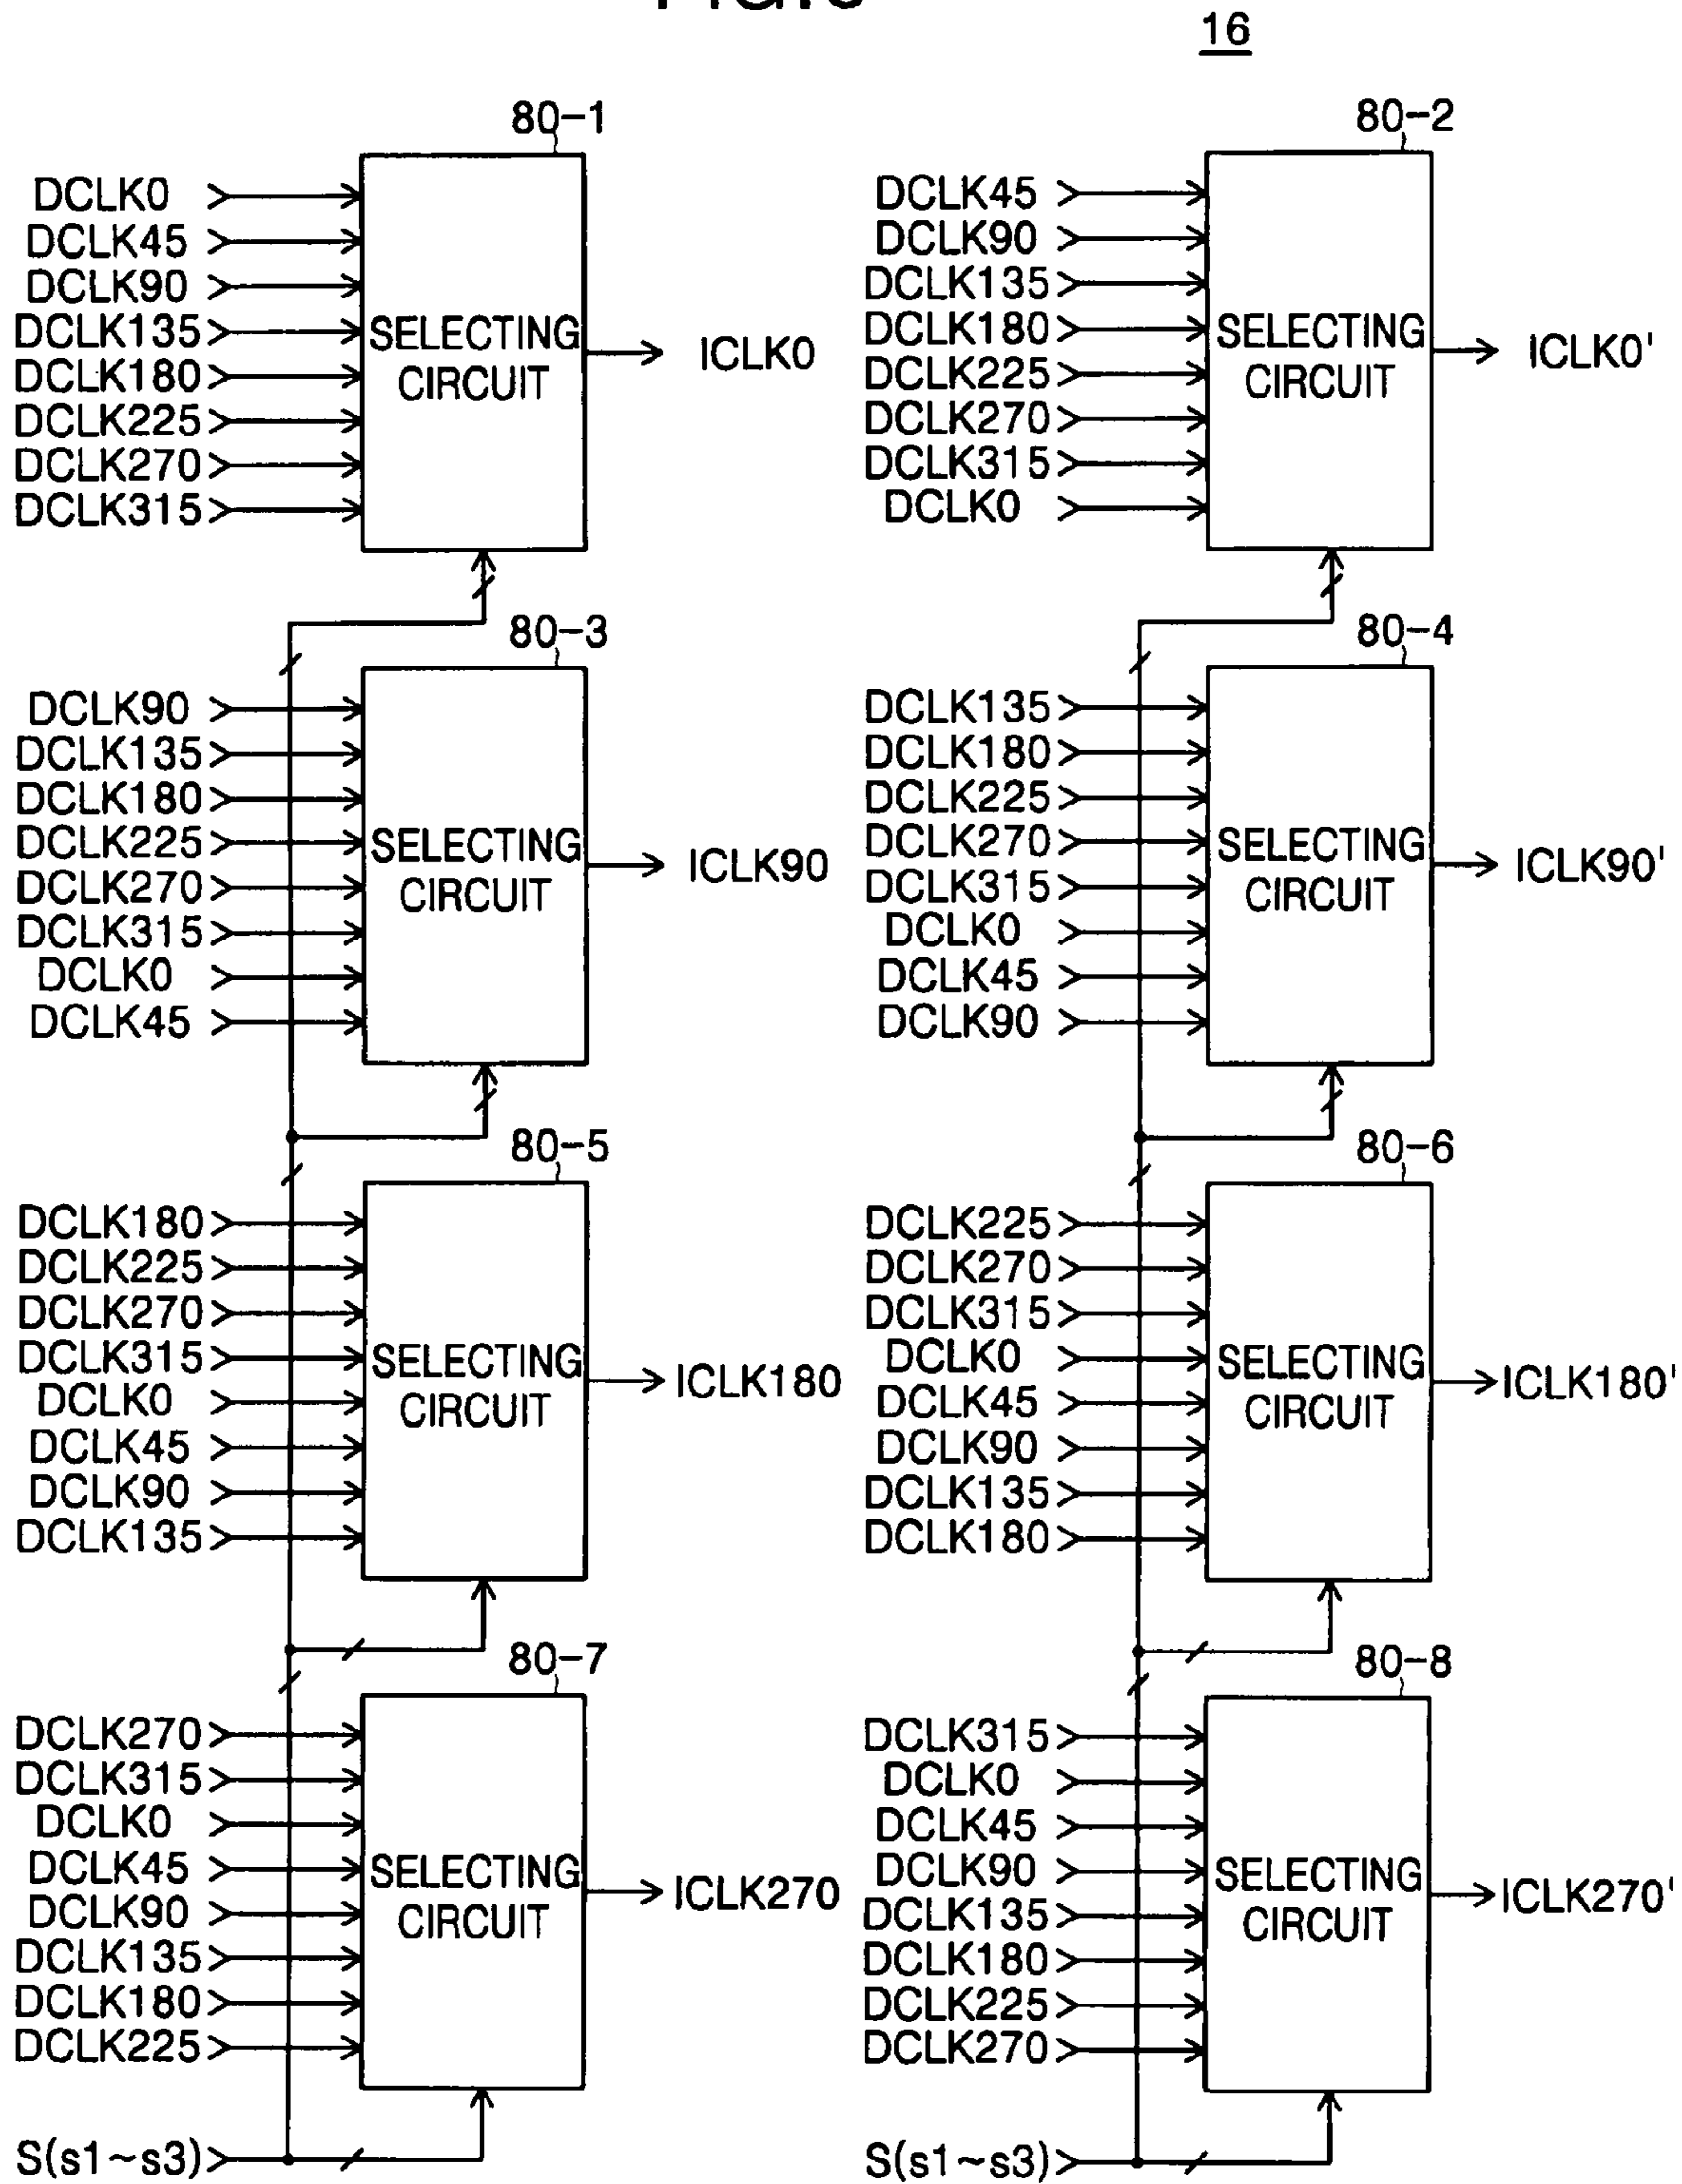 16
80-1
DCLK0
DCLK45
DCLK90
DCLK135
DCLK180
DCLK225
DCLK270
DCLK315
SELECTING
CIRCUIT
ICLK0
80-2
DCLK45
DCLK90
DCLK135
DCLK180
DCLK225
DCLK270
DCLK315
DCLK0
SELECTING
CIRCUIT
ICLK0'
80-3
DCLK90
DCLK135
DCLK180
DCLK225
DCLK270
DCLK315
DCLK0
DCLK45
SELECTING
CIRCUIT
ICLK90
80-4
DCLK135
DCLK180
DCLK225
DCLK270
DCLK315
DCLK0
DCLK45
DCLK90
SELECTING
CIRCUIT
ICLK90'
80-5
DCLK180
DCLK225
DCLK270
DCLK315
DCLK0
DCLK45
DCLK90
DCLK135
SELECTING
CIRCUIT
ICLK180
80-6
DCLK225
DCLK270
DCLK315
DCLK0
DCLK45
DCLK90
DCLK135
DCLK180
SELECTING
CIRCUIT
ICLK180'
80-7
DCLK270
DCLK315
DCLK0
DCLK45
DCLK90
DCLK135
DCLK180
DCLK225
SELECTING
CIRCUIT
ICLK270
S(s1~s3)
80-8
DCLK315
DCLK0
DCLK45
DCLK90
DCLK135
DCLK180
DCLK225
DCLK270
SELECTING
CIRCUIT
ICLK270'
S(s1~s3)